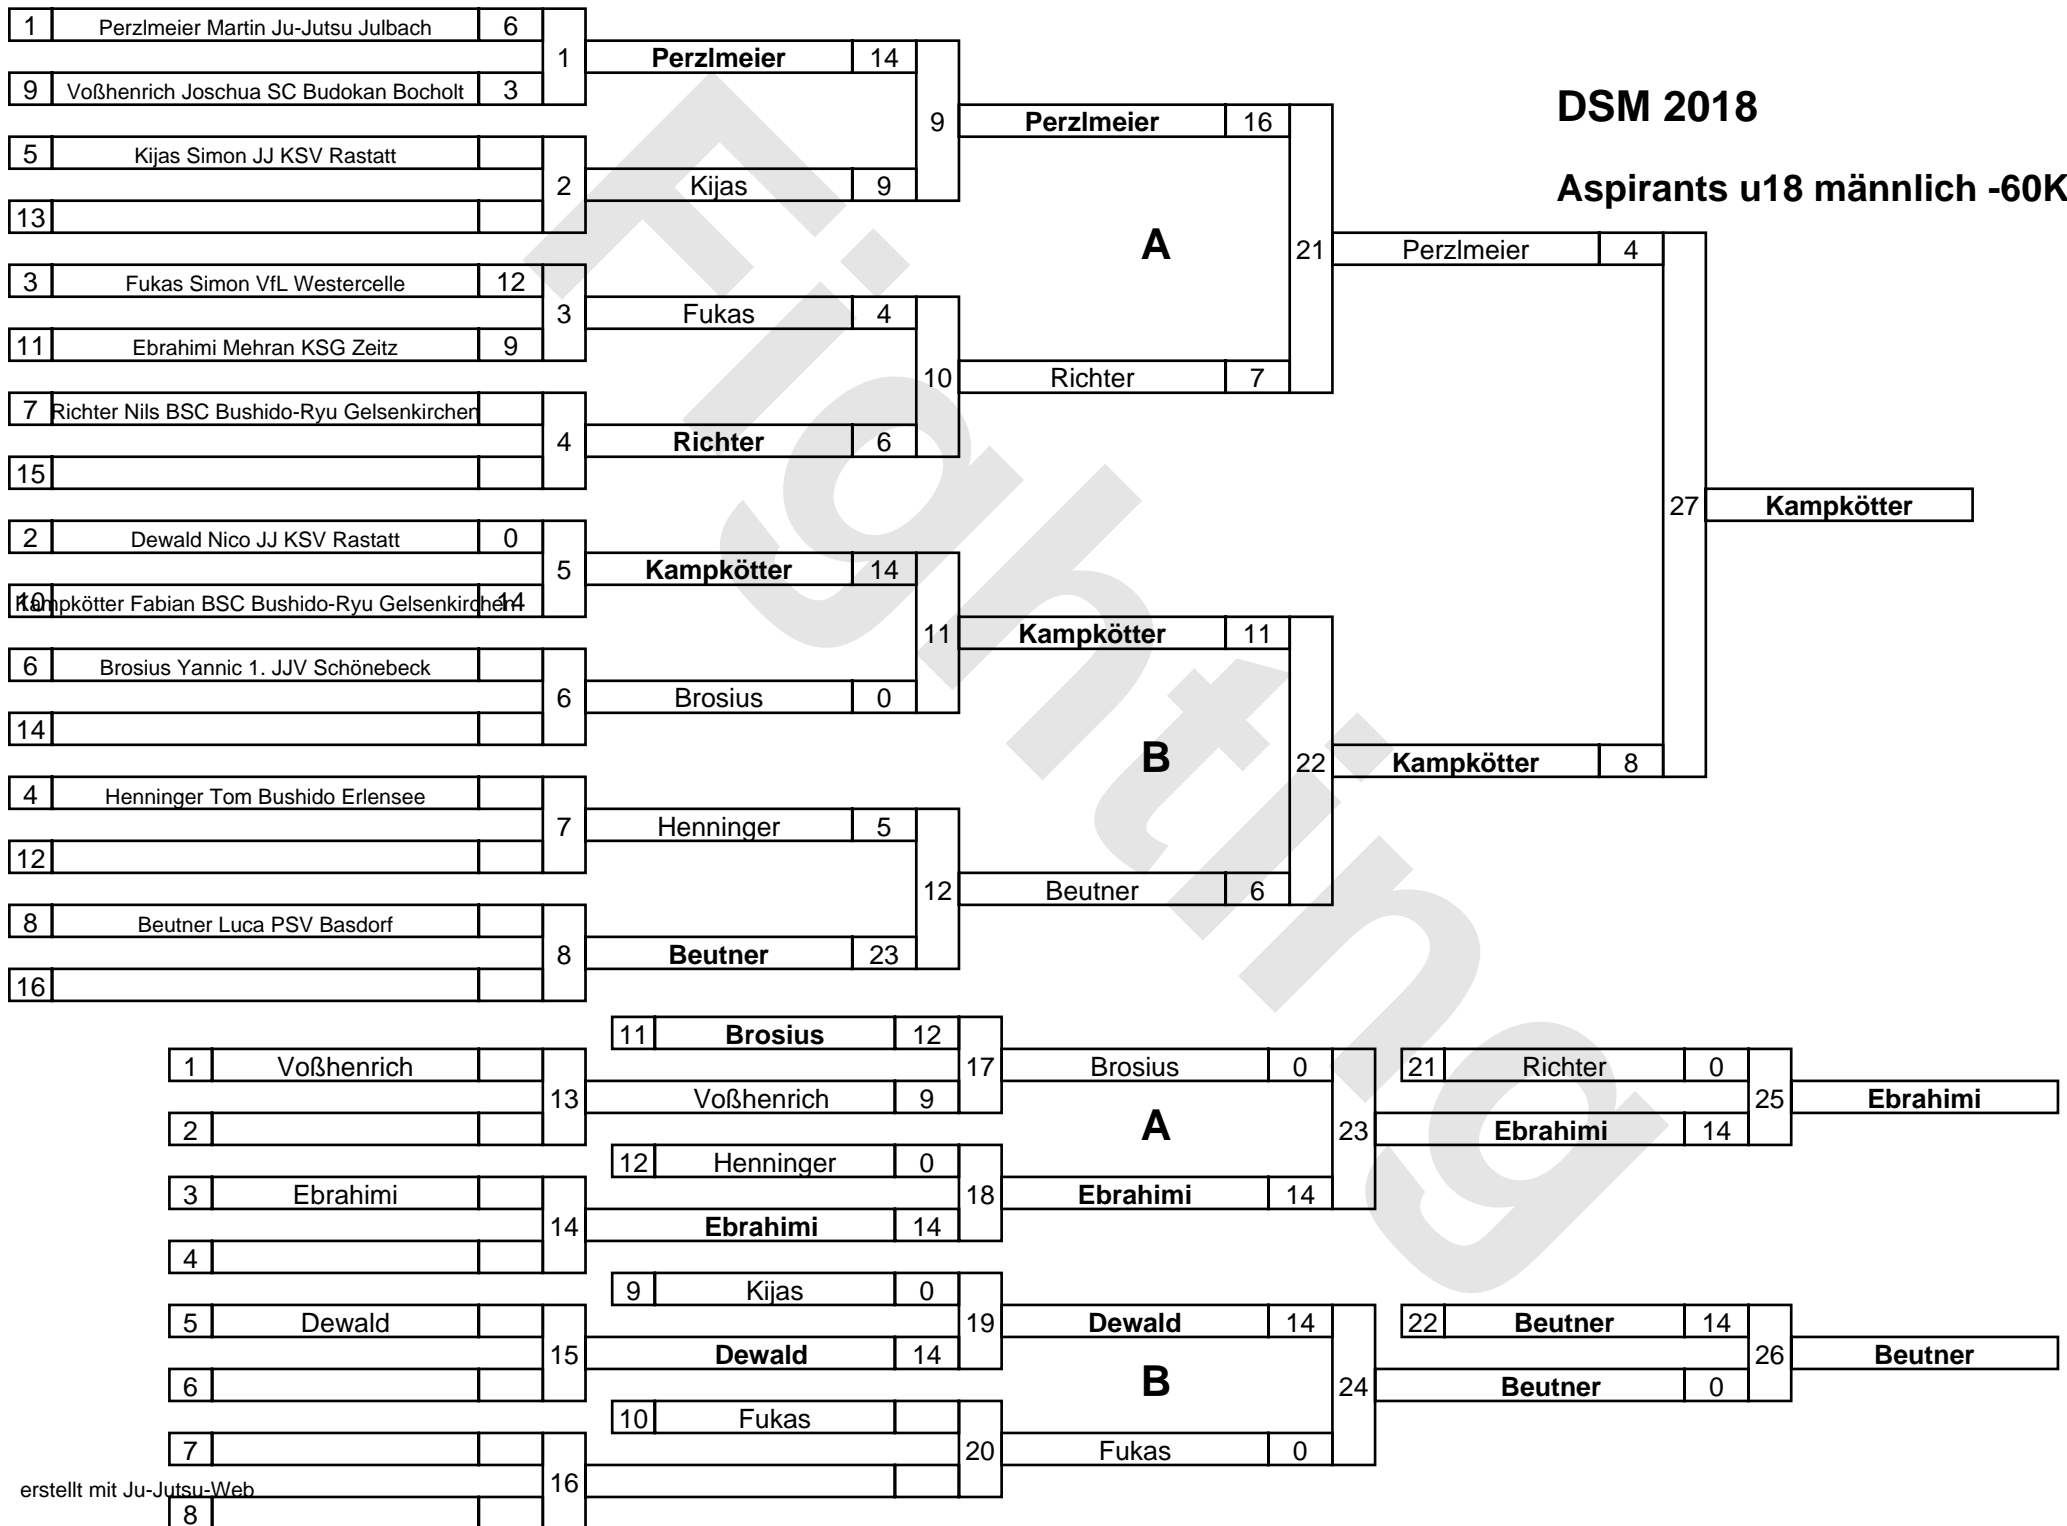 DSM 2018
Aspirants u18 männlich -60K
1 Perzlmeier Martin Ju-Jutsu Julbach 6
1
9 Voßhenrich Joschua SC Budokan Bocholt 3
5 Kijas Simon JJ KSV Rastatt
2
13
3 Fukas Simon VfL Westercelle 12
3
11 Ebrahimi Mehran KSG Zeitz 9
7 Richter Nils BSC Bushido-Ryu Gelsenkirchen
4
15
2 Dewald Nico JJ KSV Rastatt 0
5
10 Kampkötter Fabian BSC Bushido-Ryu Gelsenkirchen 14
6 Brosius Yannic 1. JJV Schönebeck
6
14
4 Henninger Tom Bushido Erlensee
7
12
8 Beutner Luca PSV Basdorf
8
16
Perzlmeier 14
9
Kijas 9
Fukas 4
10
Richter 6
Kampkötter 14
11
Brosius 0
Henninger 5
12
Beutner 23
Perzlmeier 16
A
21
Richter 7
Kampkötter 11
B
22
Beutner 6
Perzlmeier 4
27
Kampkötter 8
Kampkötter
1 Voßhenrich
13
2
3 Ebrahimi
14
4
5 Dewald
15
6
7
16
8
11 Brosius 12
17
Voßhenrich 9
12 Henninger 0
18
Ebrahimi 14
9 Kijas 0
19
Dewald 14
10 Fukas
20
Brosius 0
A
23
Ebrahimi 14
Dewald 14
B
24
Fukas 0
21 Richter 0
25
Ebrahimi 14
Ebrahimi
22 Beutner 14
26
Beutner 0
Beutner
erstellt mit Ju-Jutsu-Web
Fighting